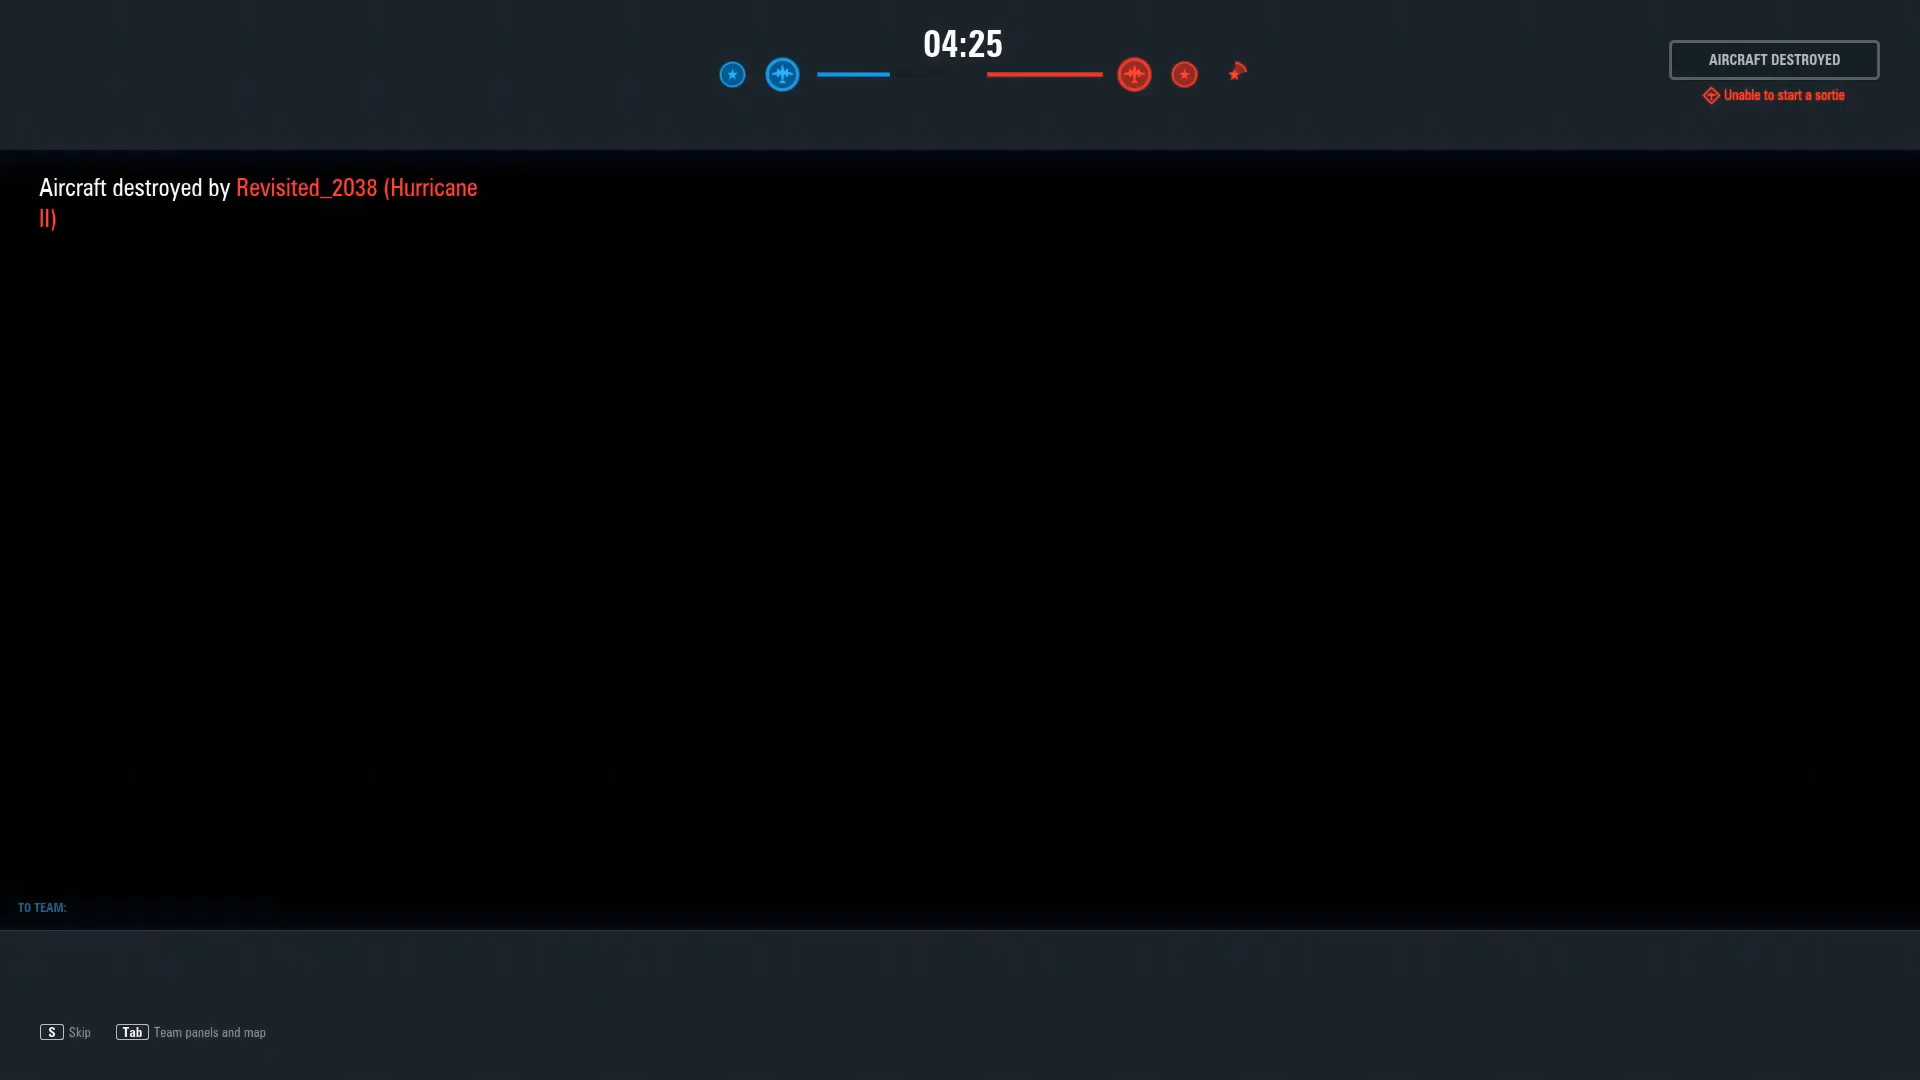 04:25
AIRCRAFT DESTROYED
Unable to start a sortie
Aircraft destroyed by Revisited_2038 (Hurricane
II)
TO TEAM:
S Skip Tab Team panels and map